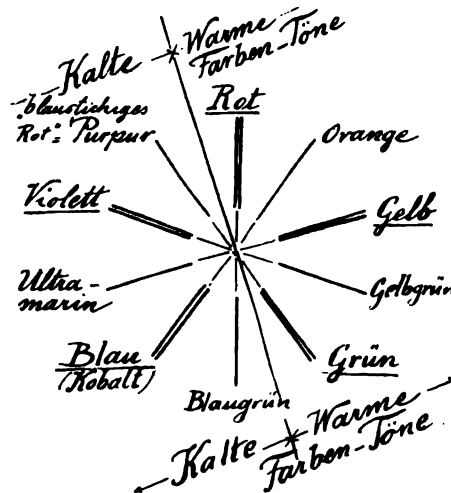 Kalte Warme
Farben-Töne
Rot
„blaustichiges
Rot“= Purpur
Orange
Violett
Gelb
Ultra-
marin
Gelbgrün
Blau
(Kobalt)
Grün
Blaugrün
Kalte Warme
Farben-Töne